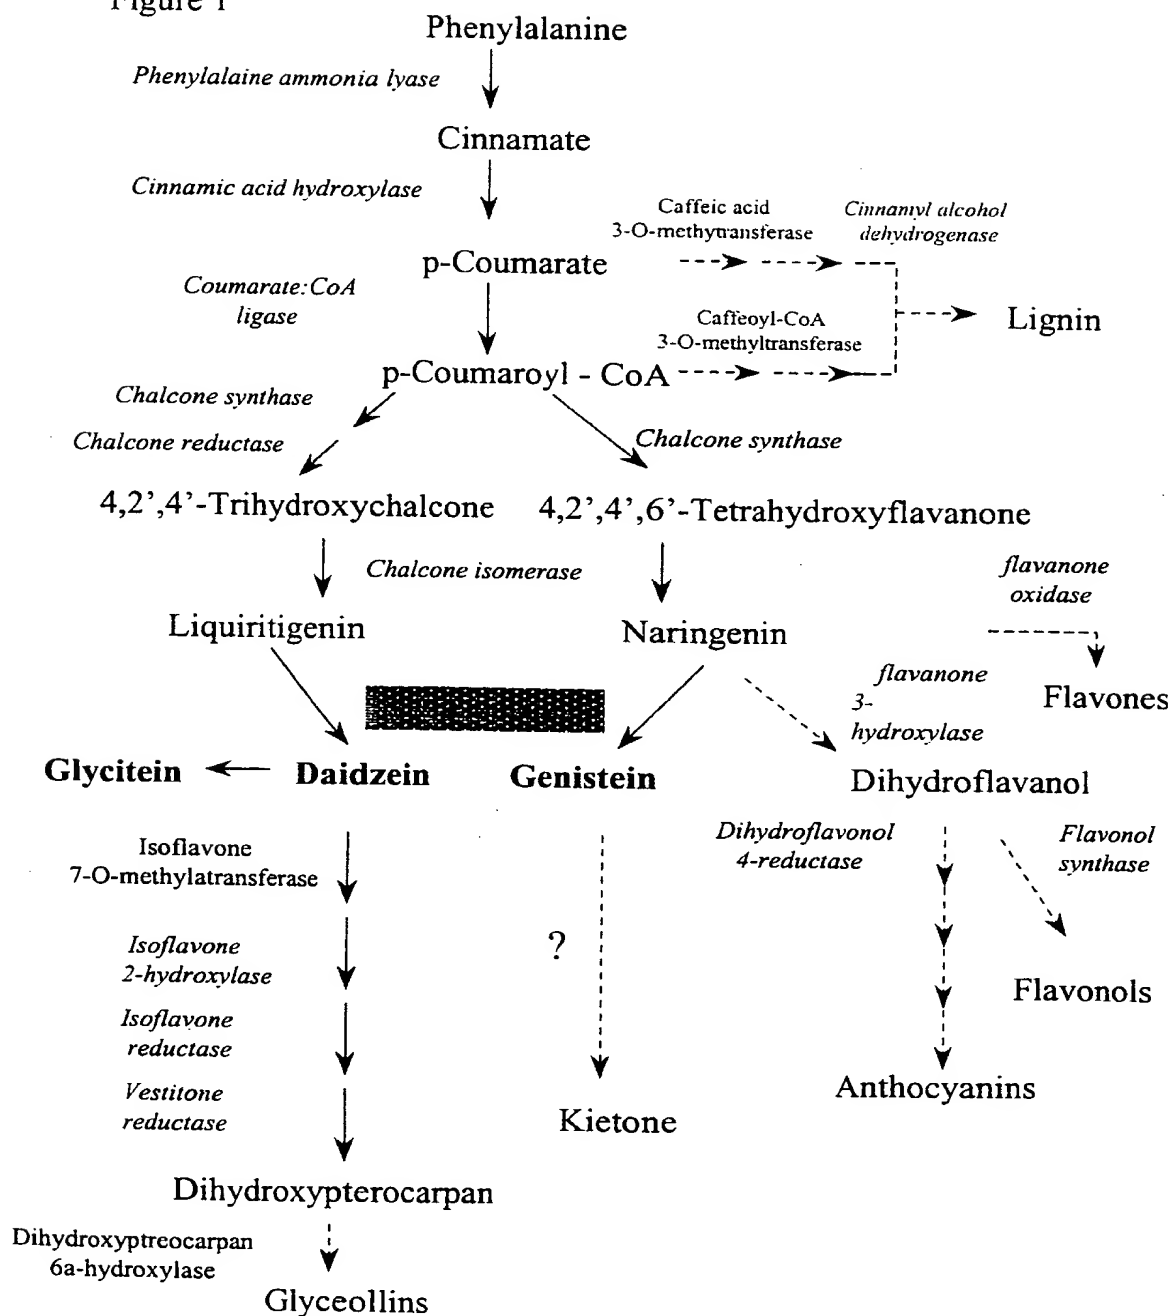 Figure 1
Phenylalanine
Phenylalaine ammonia lyase
Cinnamate
Cinnamic acid hydroxylase
Caffeic acid
3-O-methytransferase
Cinnamyl alcohol
dehydrogenase
p-Coumarate
Coumarate:CoA
ligase
Caffeoyl-CoA
3-O-methyltransferase
Lignin
p-Coumaroyl - CoA
Chalcone synthase
Chalcone reductase
Chalcone synthase
4,2',4'-Trihydroxychalcone
4,2',4',6'-Tetrahydroxyflavanone
Chalcone isomerase
flavanone
oxidase
Liquiritigenin
Naringenin
flavanone
3-
hydroxylase
Flavones
Glycitein
Daidzein
Genistein
Dihydroflavanol
Isoflavone
7-O-methylatransferase
Dihydroflavonol
4-reductase
Flavonol
synthase
Isoflavone
2-hydroxylase
?
Flavonols
Isoflavone
reductase
Vestitone
reductase
Anthocyanins
Kietone
Dihydroxypterocarpan
Dihydroxyptreocarpan
6a-hydroxylase
Glyceollins